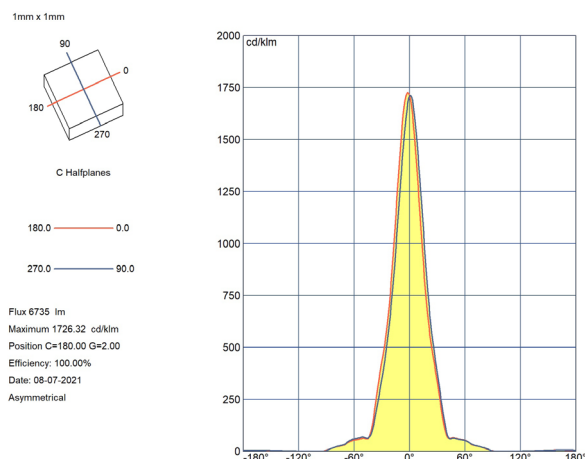 1mm x 1mm
90
0
180
270
C Halfplanes
180.0 0.0
270.0 90.0
Flux 6735 lm
Maximum 1726.32 cd/klm
Position C=180.00 G=2.00
Efficiency: 100.00%
Date: 08-07-2021
Asymmetrical
cd/klm
2000
1750
1500
1250
1000
750
500
250
0
-180° -120° -60° 0° 60° 120° 180°